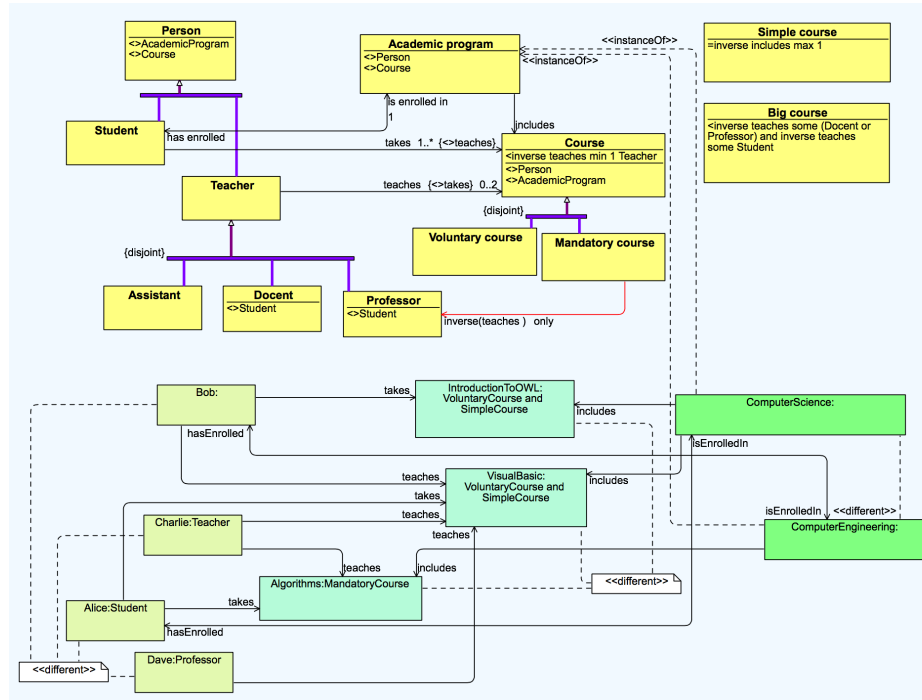 Person
<>AcademicProgram
<>Course
Academic program
<>Person
<>Course
<<instanceOf>>
<<instanceOf>>
Simple course
=inverse includes max 1
Big course
<inverse teaches some (Docent or
Professor) and inverse teaches
some Student
is enrolled in
1
Student
has enrolled
includes
takes 1..* {<>teaches}
Course
<inverse teaches min 1 Teacher
<>Person
<>AcademicProgram
Teacher
teaches {<>takes} 0..2
{disjoint}
Voluntary course
Mandatory course
{disjoint}
Assistant
Docent
<>Student
Professor
<>Student
inverse(teaches ) only
Bob:
takes
IntroductionToOWL:
VoluntaryCourse and
SimpleCourse
includes
ComputerScience:
hasEnrolled
isEnrolledIn
teaches
VisualBasic:
VoluntaryCourse and
SimpleCourse
includes
takes
Charlie:Teacher
teaches
teaches
isEnrolledIn
<<different>>
ComputerEngineering:
teaches
includes
Algorithms:MandatoryCourse
<<different>>
Alice:Student
takes
hasEnrolled
<<different>>
Dave:Professor